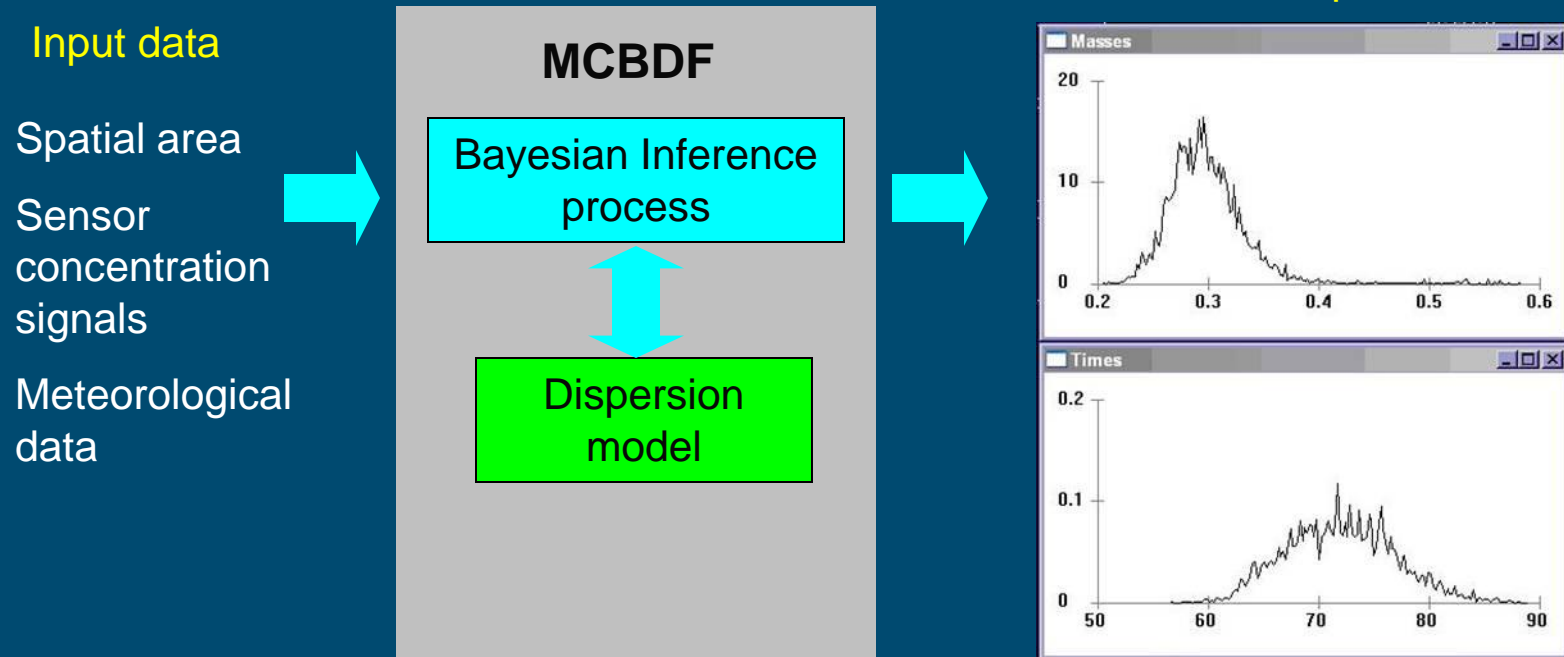 Input data
Spatial area
Sensor
concentration
signals
Meteorological
data
MCBDF
Bayesian Inference
process
Dispersion
model
Masses
20
10
0
0.2 0.3 0.4 0.5 0.6
Times
0.2
0.1
0
50 60 70 80 90